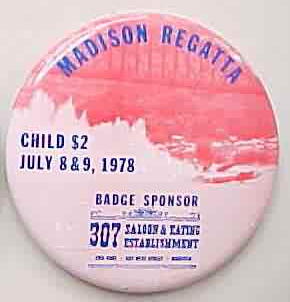 MADISON REGATTA
CHILD $2
JULY 8 & 9, 1978
BADGE SPONSOR
307 SALOON & EATING
ESTABLISHMENT